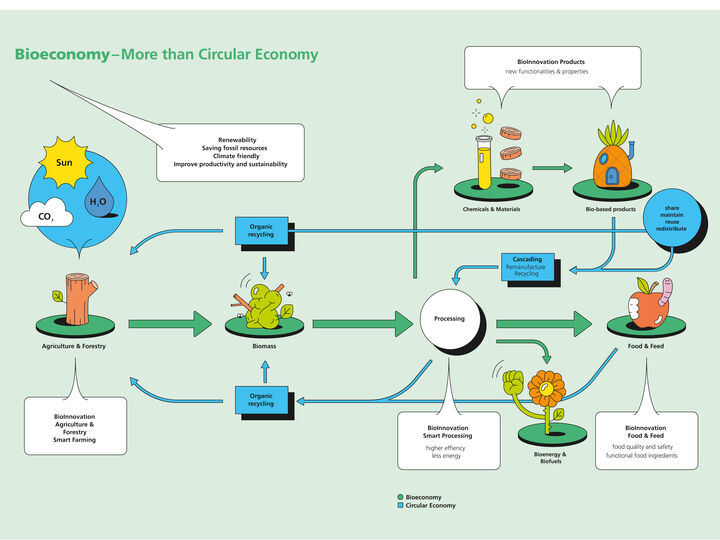 Bioeconomy – More than Circular Economy
BioInnovation Products
new functionalities & properties
Renewability
Saving fossil resources
Climate friendly
Improve productivity and sustainability
Sun
H₂O
CO₂
Chemicals & Materials
Bio-based products
share
maintain
reuse
redistribute
Organic
recycling
Cascading
Remanufacture
Recycling
Processing
Agriculture & Forestry
Biomass
Food & Feed
Organic
recycling
BioInnovation
Agriculture &
Forestry
Smart Farming
BioInnovation
Smart Processing
higher effiency
less energy
Bioenergy &
Biofuels
BioInnovation
Food & Feed
food quality and safety
functional food ingredients
Bioeconomy
Circular Economy